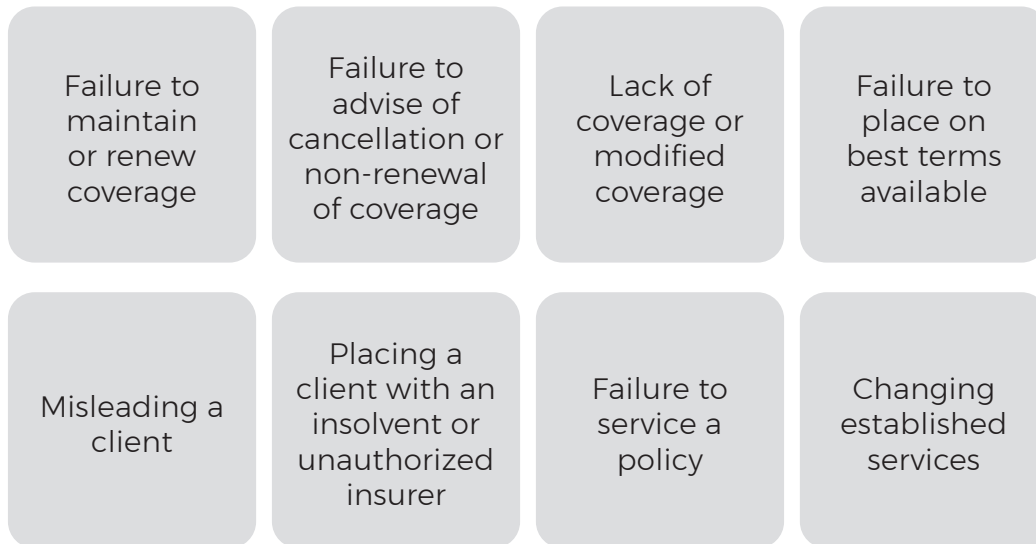 Failure to
maintain
or renew
coverage
Failure to
advise of
cancellation or
non-renewal
of coverage
Lack of
coverage or
modified
coverage
Failure to
place on
best terms
available
Misleading a
client
Placing a
client with an
insolvent or
unauthorized
insurer
Failure to
service a
policy
Changing
established
services